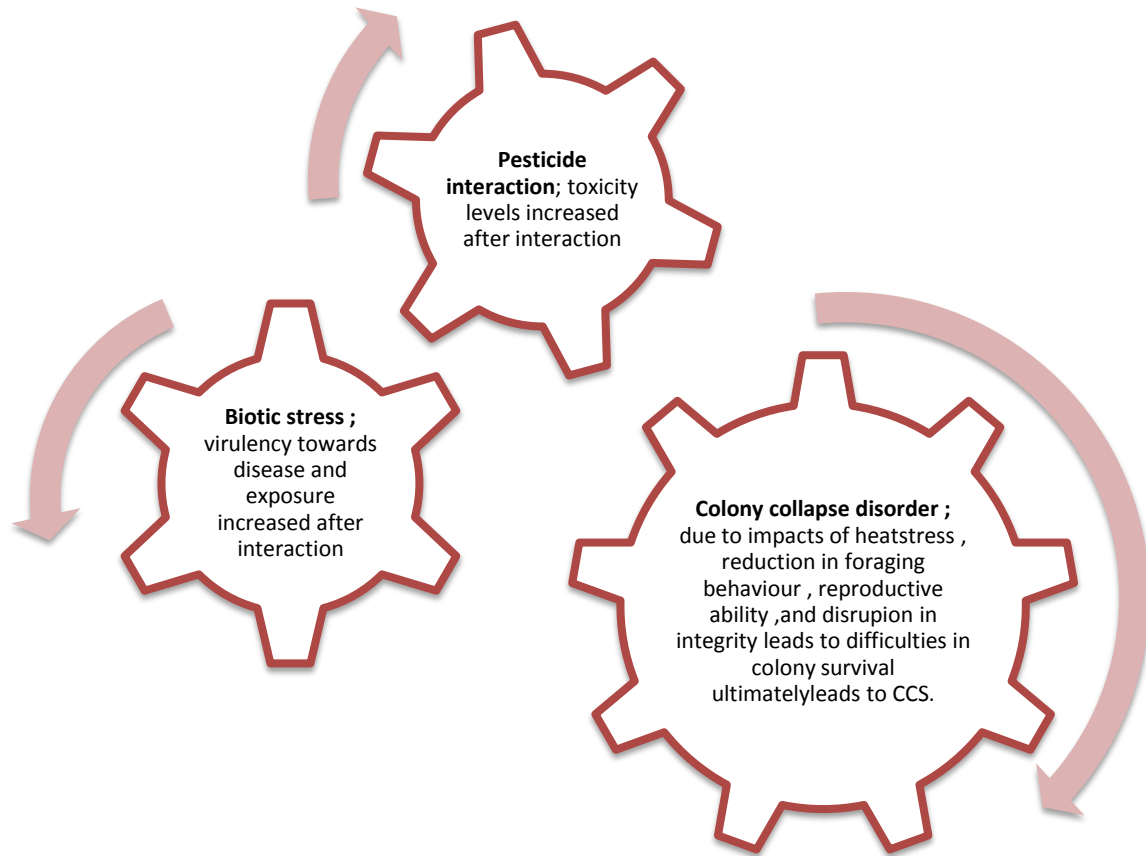 Pesticide
interaction; toxicity
levels increased
after interaction
Biotic stress ;
virulency towards
disease and
exposure
increased after
interaction
Colony collapse disorder ;
due to impacts of heatstress ,
reduction in foraging
behaviour , reproductive
ability ,and disrupion in
integrity leads to difficulties in
colony survival
ultimatelyleads to CCS.